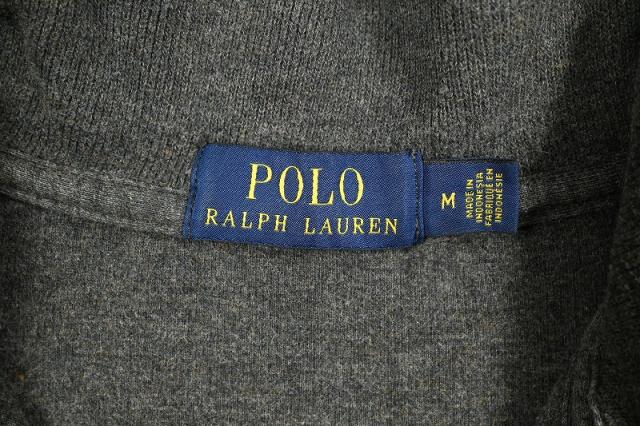 POLO
RALPH LAUREN
M
MADE IN
INDONESIA
FABRIQUÉ EN
INDONÉSIE